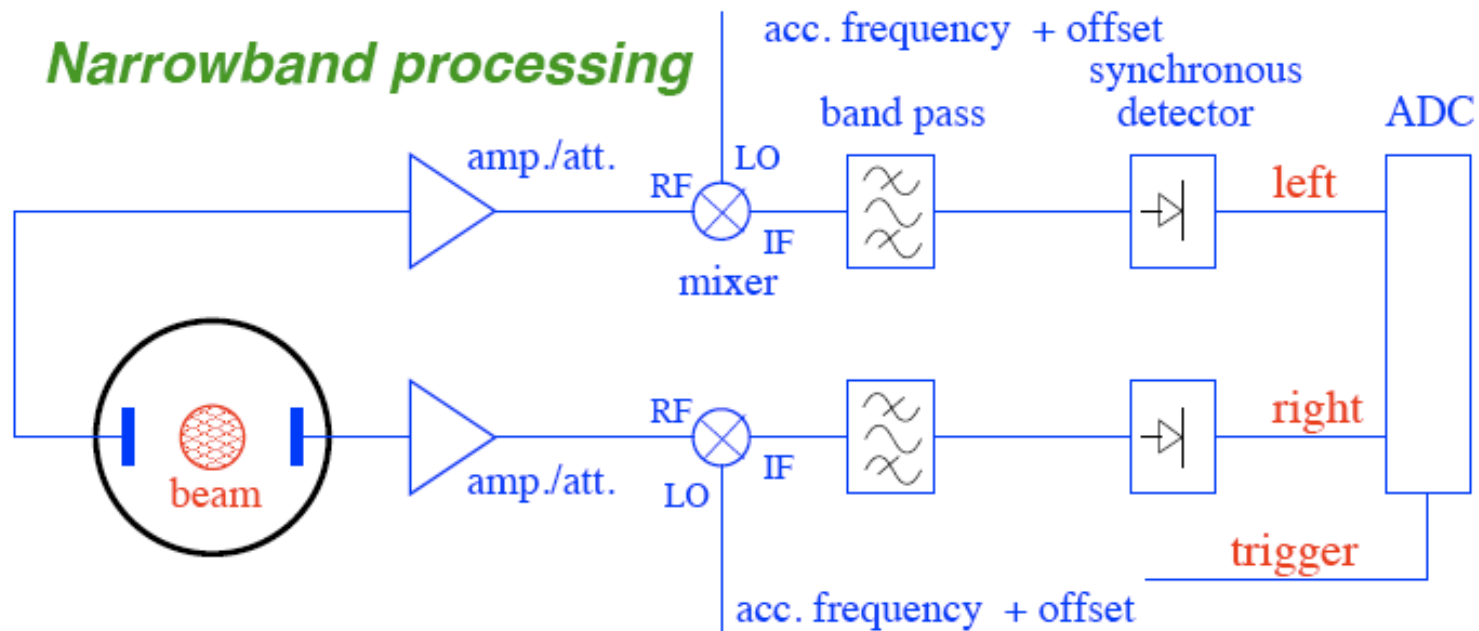 Narrowband processing
acc. frequency + offset
synchronous
detector
band pass
ADC
amp./att.
LO
RF
IF
mixer
left
beam
amp./att.
RF
IF
LO
right
trigger
acc. frequency + offset